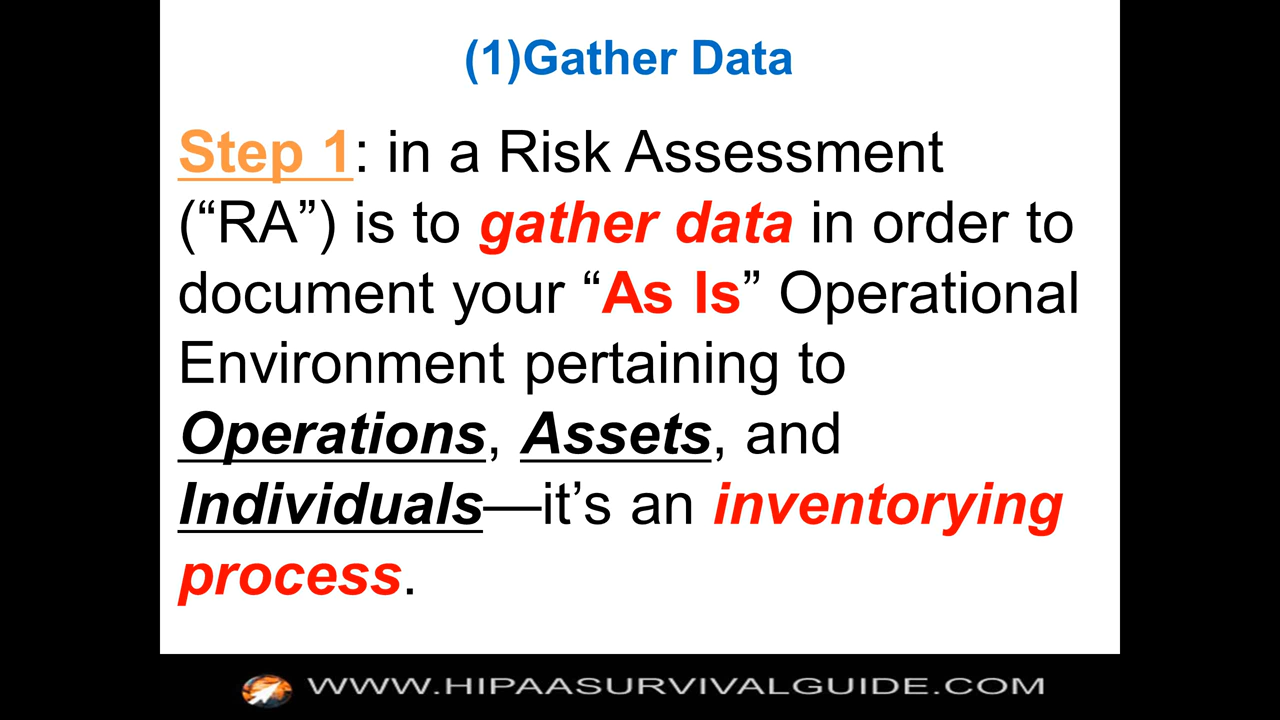 (1)Gather Data
Step 1: in a Risk Assessment
(“RA”) is to gather data in order to
document your “As Is” Operational
Environment pertaining to
Operations, Assets, and
Individuals—it’s an inventorying
process.
WWW.HIPAASURVIVALGUIDE.COM